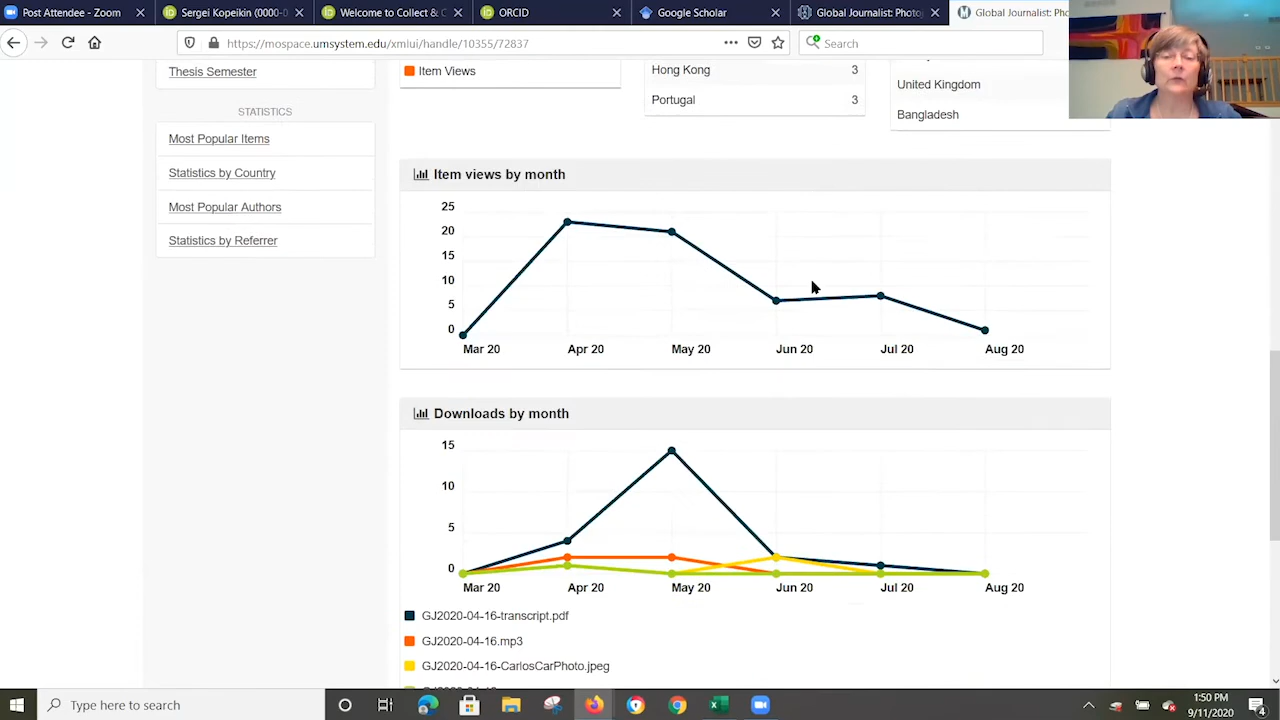 Post Attendee - Zoom
Sergei Kopeikin (0000-0
Welcome to Collect & C
ORCID
Google Scholar
Global Journalist: Photog
Global Journalist: Pho
https://mospace.umsystem.edu/xmlui/handle/10355/72837
Search
Thesis Semester
STATISTICS
Most Popular Items
Statistics by Country
Most Popular Authors
Statistics by Referrer
Item Views
Hong Kong 3
Portugal 3
United Kingdom
Bangladesh
Item views by month
25
20
15
10
5
0
Mar 20 Apr 20 May 20 Jun 20 Jul 20 Aug 20
Downloads by month
15
10
5
0
Mar 20 Apr 20 May 20 Jun 20 Jul 20 Aug 20
GJ2020-04-16-transcript.pdf
GJ2020-04-16.mp3
GJ2020-04-16-CarlosCarPhoto.jpeg
Type here to search
1:50 PM
9/11/2020
4